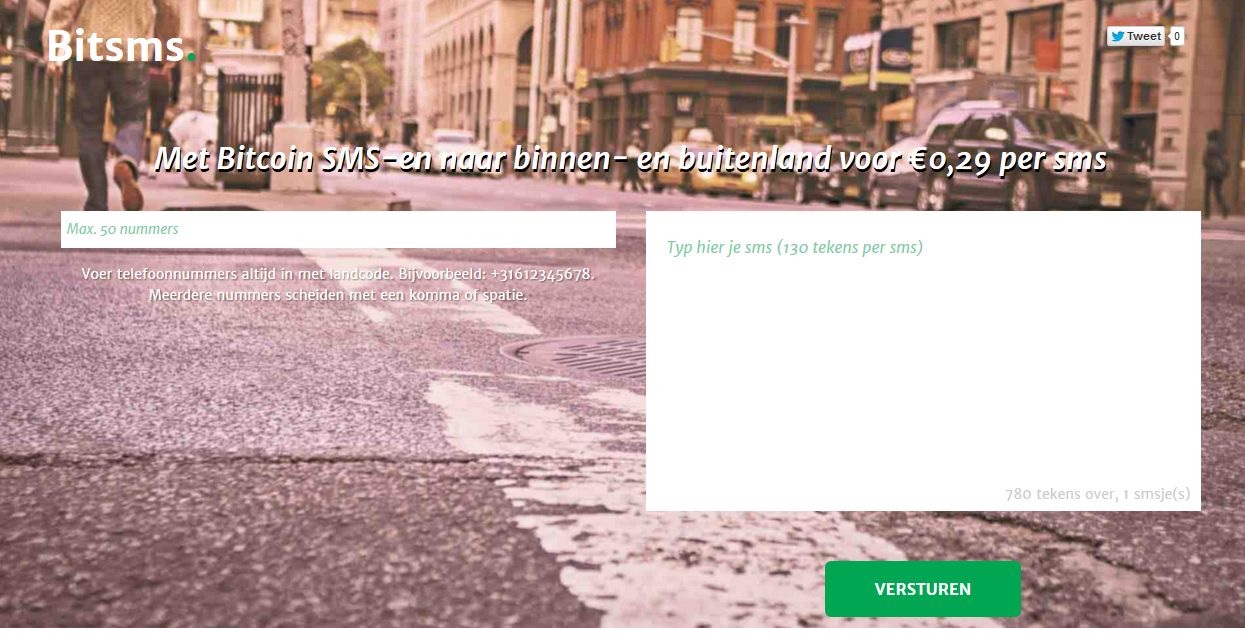 Bitsms.
Tweet 0
Met Bitcoin SMS-en naar binnen- en buitenland voor €0,29 per sms
Max. 50 nummers
Voer telefoonnummers altijd in met landcode. Bijvoorbeeld: +31612345678.
Meerdere nummers scheiden met een komma of spatie.
Typ hier je sms (130 tekens per sms)
780 tekens over, 1 smsje(s)
VERSTUREN